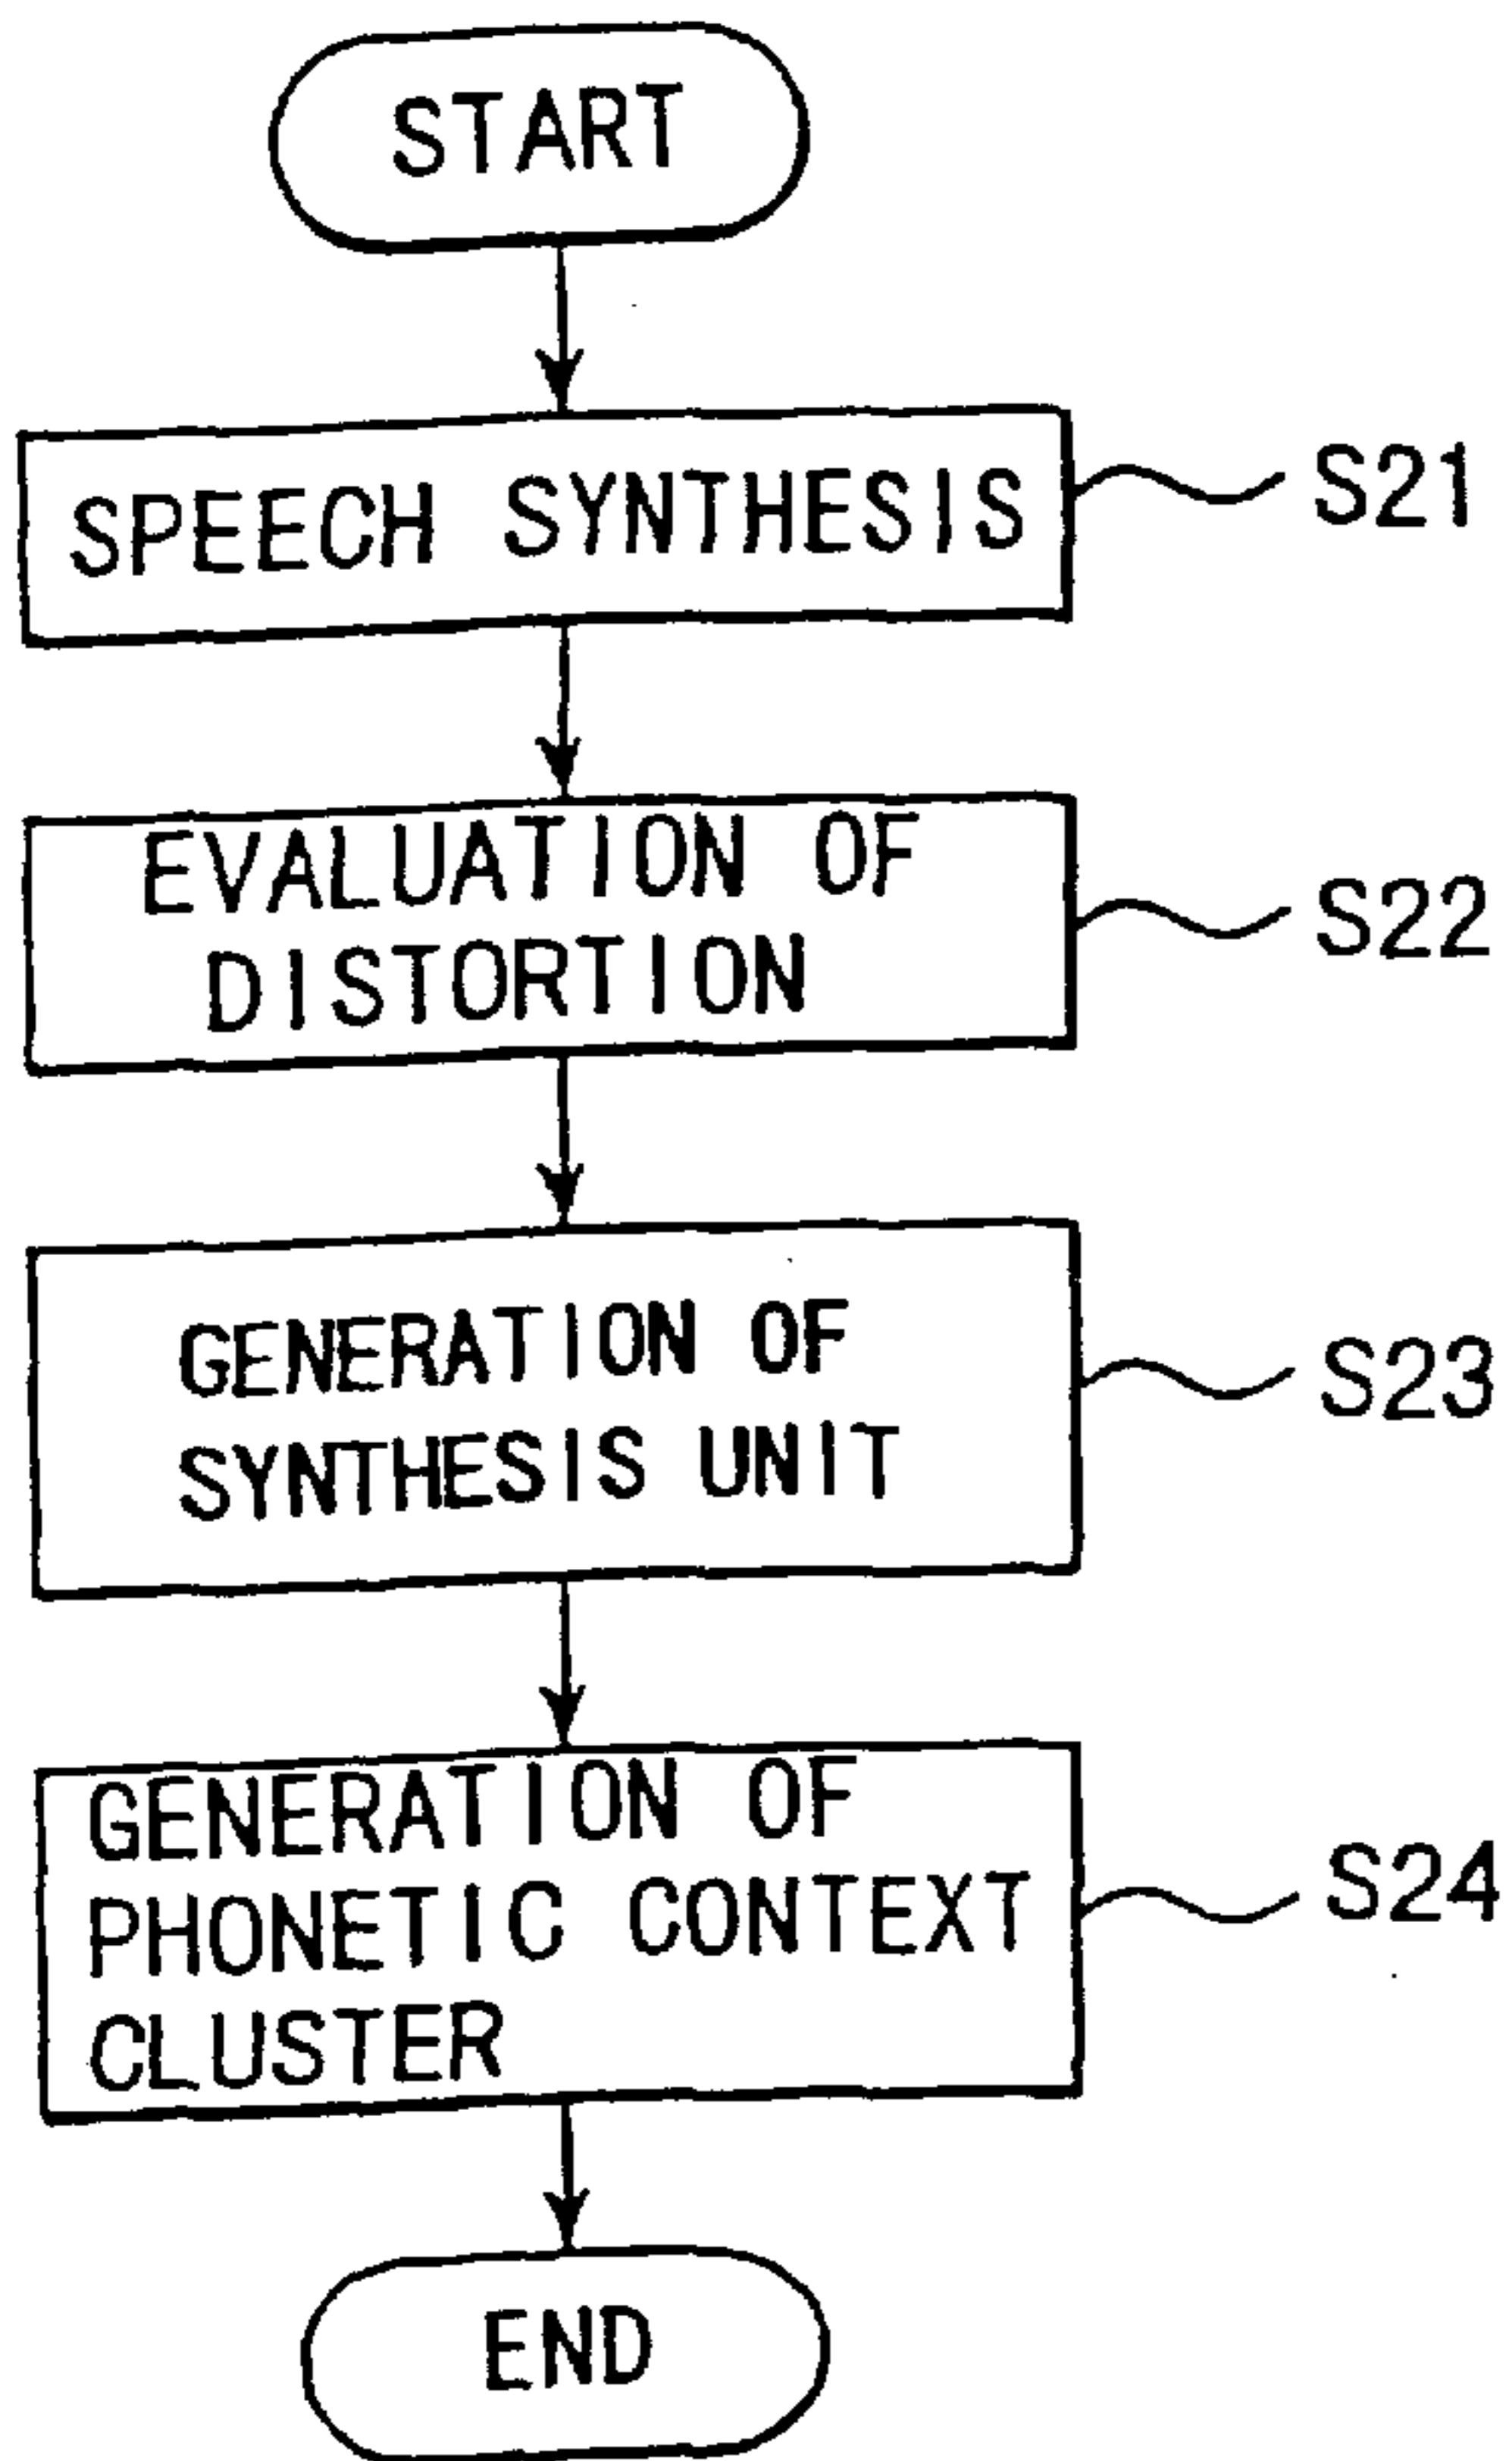 START
SPEECH SYNTHESIS
S21
EVALUATION OF
DISTORTION
S22
GENERATION OF
SYNTHESIS UNIT
S23
GENERATION OF
PHONETIC CONTEXT
CLUSTER
S24
END